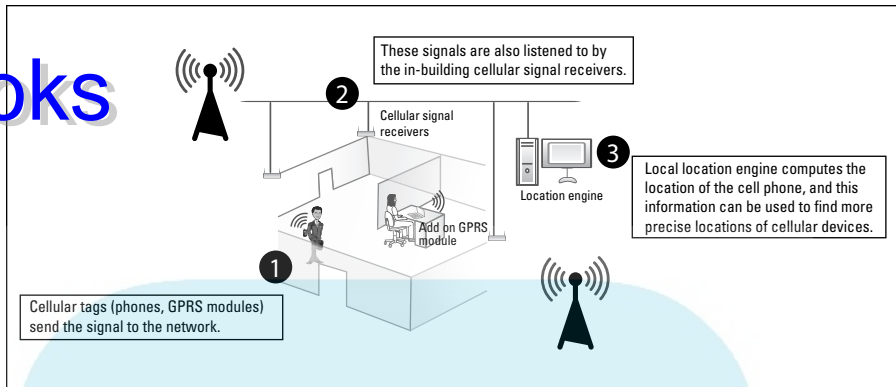 These signals are also listened to by
the in-building cellular signal receivers.
oks
2
Cellular signal
receivers
3
Location engine
Local location engine computes the
location of the cell phone, and this
information can be used to find more
precise locations of cellular devices.
Add on GPRS
module
1
Cellular tags (phones, GPRS modules)
send the signal to the network.